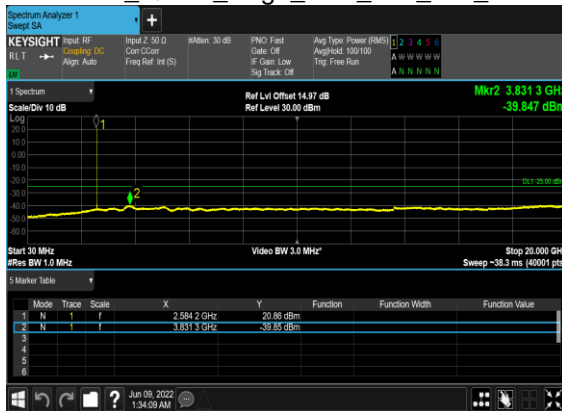 Spectrum Analyzer 1
Swept SA
+
KEYSIGHT Input: RF Input Z: 50 Ω #Atten: 30 dB PNO: Fast Avg Type: Power (RMS) 1 2 3 4 5 6
RLT Coupling: DC Corr CCorr Gate: Off Avg|Hold: 100/100 A W W W W W
Align: Auto Freq Ref: Int (S) IF Gain: Low Trig: Free Run
Sig Track: Off A N N N N N
1 Spectrum Ref Lvl Offset 14.97 dB Mkr2 3.831 3 GHz
Scale/Div 10 dB Ref Level 30.00 dBm -39.847 dBm
Log
20.0
10.0
0.00
-10.0
-20.0
-30.0
-40.0
-50.0
-60.0
1
2
DL1 -25.00 dBm
Start 30 MHz Video BW 3.0 MHz* Stop 20.000 GHz
#Res BW 1.0 MHz Sweep ~38.3 ms (40001 pts)
5 Marker Table
Mode Trace Scale X Y Function Function Width Function Value
1 N 1 f 2.584 2 GHz 20.86 dBm
2 N 1 f 3.831 3 GHz -39.85 dBm
3
4
5
6
? Jun 09, 2022
1:34:09 AM